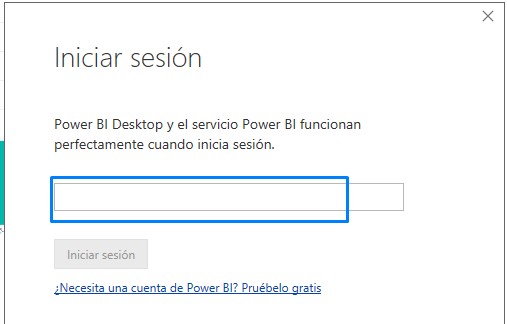 Iniciar sesión
Power BI Desktop y el servicio Power BI funcionan
perfectamente cuando inicia sesión.
Iniciar sesión
¿Necesita una cuenta de Power BI? Pruébelo gratis